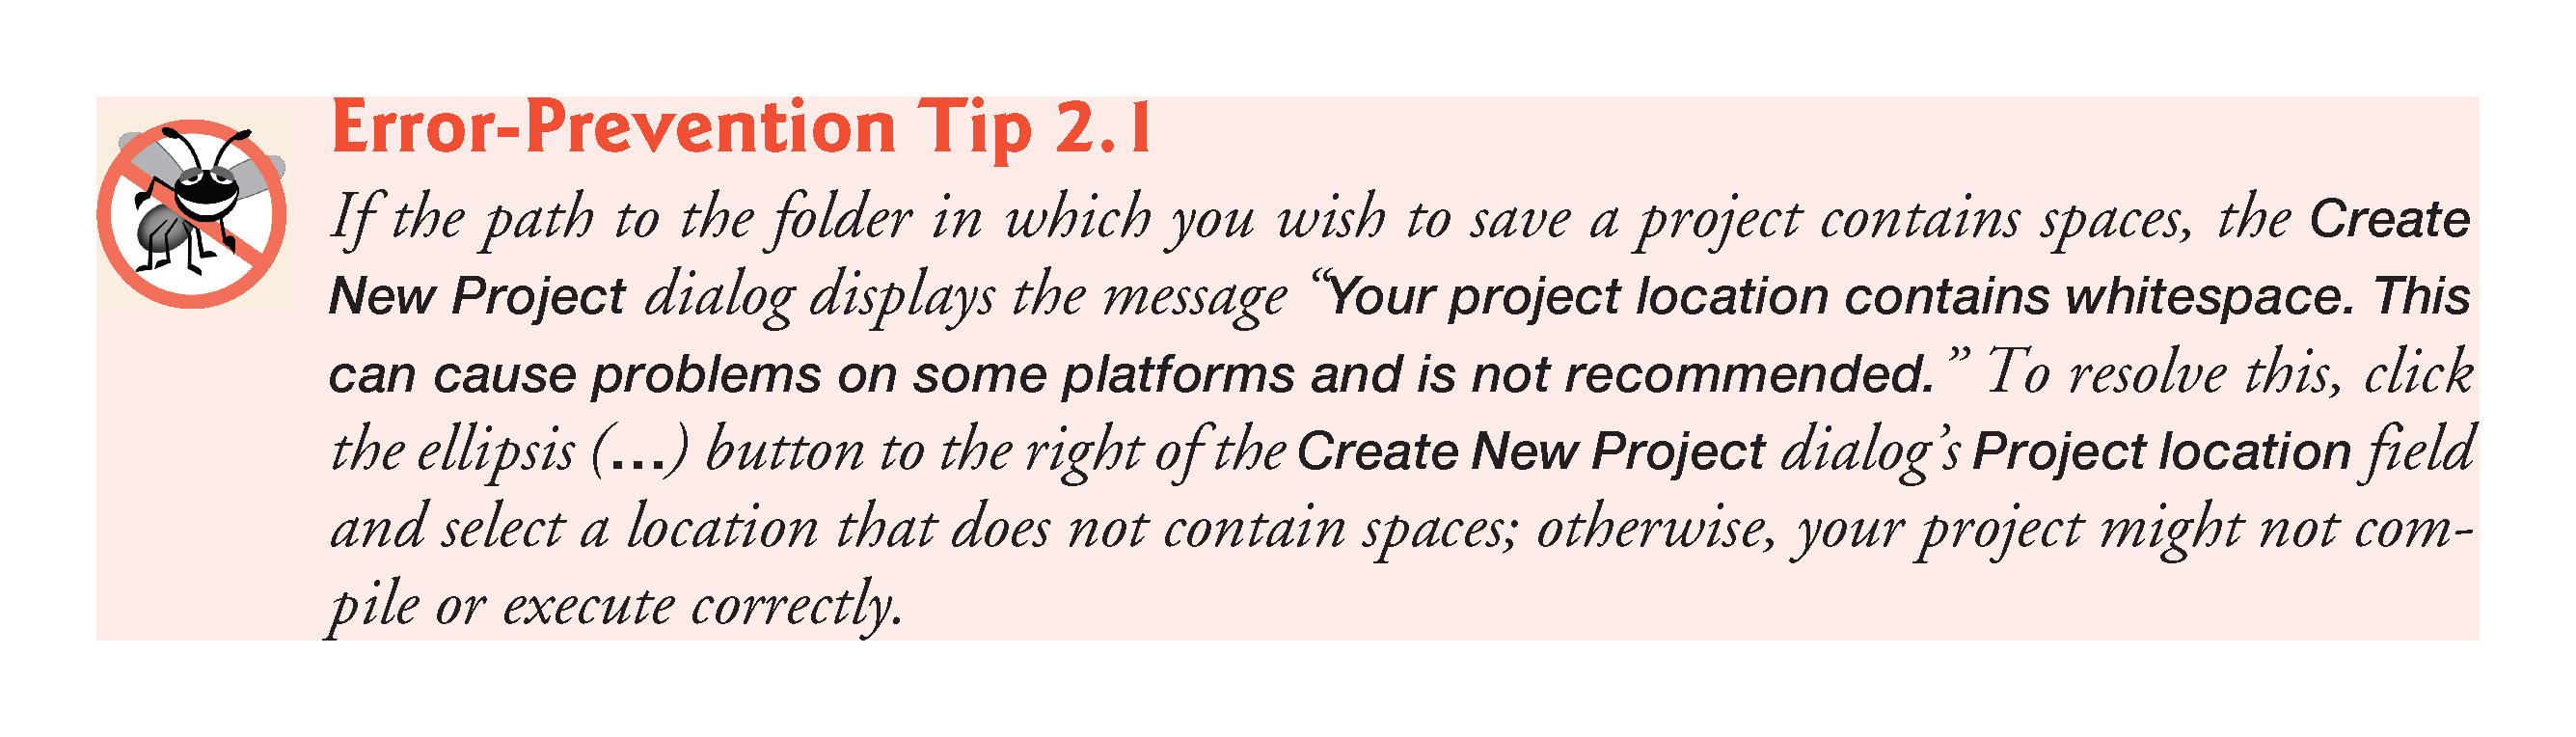 Error-Prevention Tip 2.1
If the path to the folder in which you wish to save a project contains spaces, the Create
New Project dialog displays the message “Your project location contains whitespace. This
can cause problems on some platforms and is not recommended.” To resolve this, click
the ellipsis (…) button to the right of the Create New Project dialog’s Project location field
and select a location that does not contain spaces; otherwise, your project might not com-
pile or execute correctly.